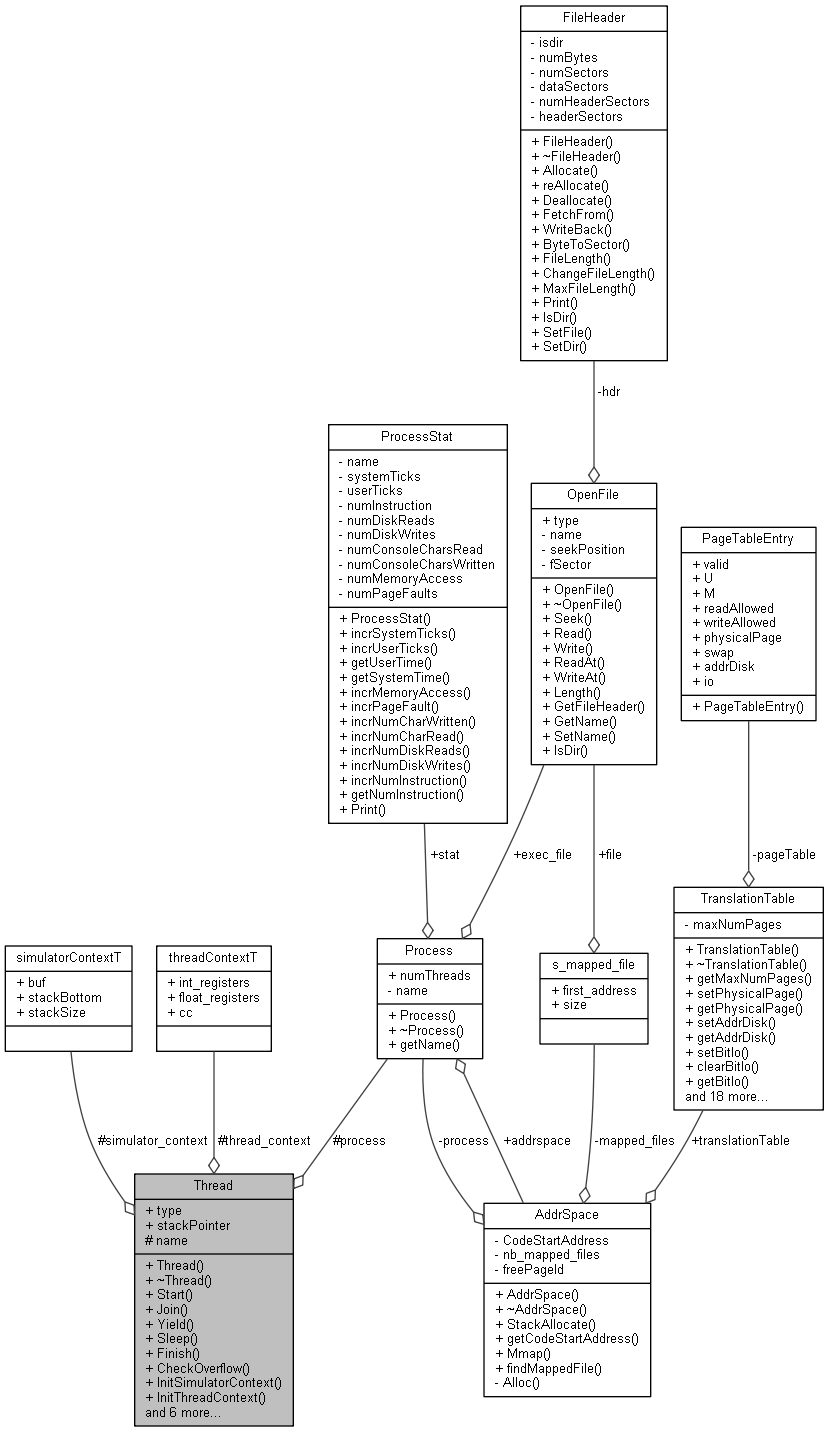 FileHeader
- isdir
- numBytes
- numSectors
- dataSectors
- numHeaderSectors
- headerSectors
+ FileHeader()
+ ~FileHeader()
+ Allocate()
+ reAllocate()
+ Deallocate()
+ FetchFrom()
+ WriteBack()
+ ByteToSector()
+ FileLength()
+ ChangeFileLength()
+ MaxFileLength()
+ Print()
+ IsDir()
+ SetFile()
+ SetDir()
-hdr
ProcessStat
- name
- systemTicks
- userTicks
- numInstruction
- numDiskReads
- numDiskWrites
- numConsoleCharsRead
- numConsoleCharsWritten
- numMemoryAccess
- numPageFaults
+ ProcessStat()
+ incrSystemTicks()
+ incrUserTicks()
+ getUserTime()
+ getSystemTime()
+ incrMemoryAccess()
+ incrPageFault()
+ incrNumCharWritten()
+ incrNumCharRead()
+ incrNumDiskReads()
+ incrNumDiskWrites()
+ incrNumInstruction()
+ getNumInstruction()
+ Print()
OpenFile
+ type
- name
- seekPosition
- fSector
+ OpenFile()
+ ~OpenFile()
+ Seek()
+ Read()
+ Write()
+ ReadAt()
+ WriteAt()
+ Length()
+ GetFileHeader()
+ GetName()
+ SetName()
+ IsDir()
PageTableEntry
+ valid
+ U
+ M
+ readAllowed
+ writeAllowed
+ physicalPage
+ swap
+ addrDisk
+ io
+ PageTableEntry()
+stat
+exec_file
+file
-pageTable
simulatorContextT
+ buf
+ stackBottom
+ stackSize
threadContextT
+ int_registers
+ float_registers
+ cc
Process
+ numThreads
- name
+ Process()
+ ~Process()
+ getName()
s_mapped_file
+ first_address
+ size
TranslationTable
- maxNumPages
+ TranslationTable()
+ ~TranslationTable()
+ getMaxNumPages()
+ setPhysicalPage()
+ getPhysicalPage()
+ setAddrDisk()
+ getAddrDisk()
+ setBitIo()
+ clearBitIo()
+ getBitIo()
and 18 more...
#simulator_context
#thread_context
#process
-process
+addrspace
-mapped_files
+translationTable
Thread
+ type
+ stackPointer
# name
+ Thread()
+ ~Thread()
+ Start()
+ Join()
+ Yield()
+ Sleep()
+ Finish()
+ CheckOverflow()
+ InitSimulatorContext()
+ InitThreadContext()
and 6 more...
AddrSpace
- CodeStartAddress
- nb_mapped_files
- freePageId
+ AddrSpace()
+ ~AddrSpace()
+ StackAllocate()
+ getCodeStartAddress()
+ Mmap()
+ findMappedFile()
- Alloc()